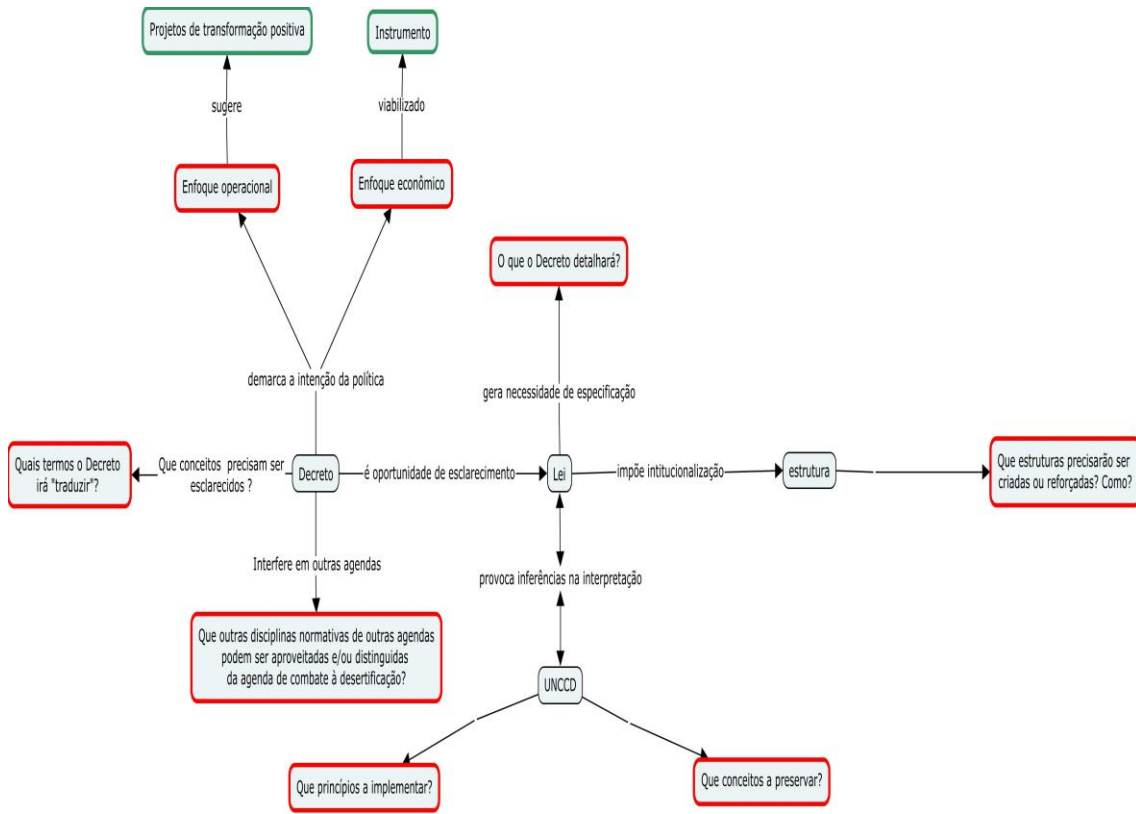 Projetos de transformação positiva
Instrumento
sugere
viabilizado
Enfoque operacional
Enfoque econômico
O que o Decreto detalhará?
demarca a intenção da política
gera necessidade de especificação
Quais termos o Decreto
irá "traduzir"?
Que conceitos precisam ser
esclarecidos ?
Decreto
é oportunidade de esclarecimento
Lei
impõe intitucionalização
estrutura
Que estruturas precisarão ser
criadas ou reforçadas? Como?
Interfere em outras agendas
provoca inferências na interpretação
Que outras disciplinas normativas de outras agendas
podem ser aproveitadas e/ou distinguidas
da agenda de combate à desertificação?
UNCCD
Que princípios a implementar?
Que conceitos a preservar?